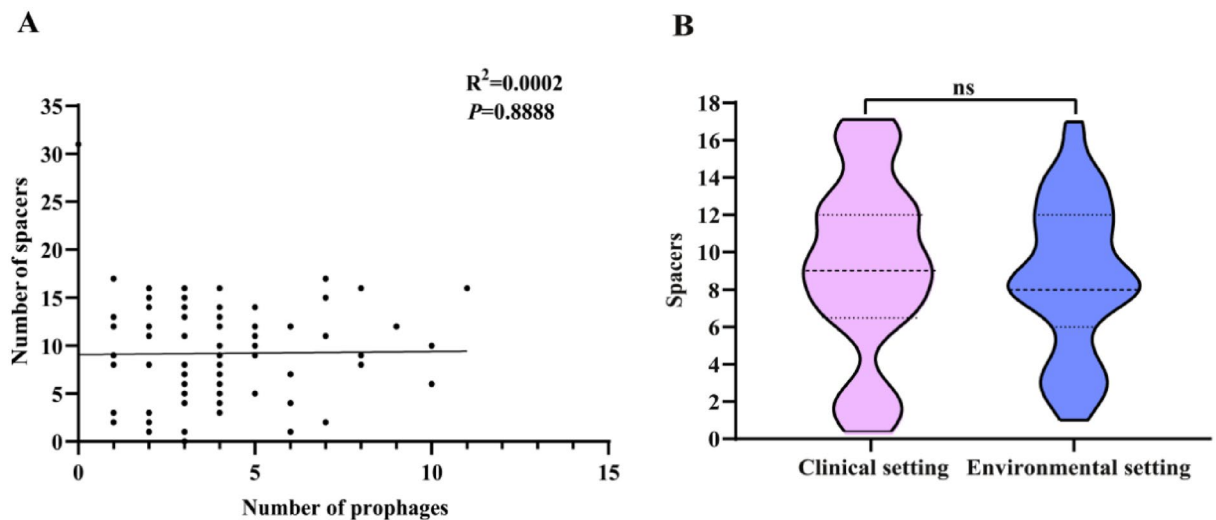 A
R²=0.0002
P=0.8888
35
30
25
20
15
10
5
0
Number of spacers
0 5 10 15
Number of prophages
B
ns
18
16
14
12
10
8
6
4
2
0
Spacers
Clinical setting Environmental setting